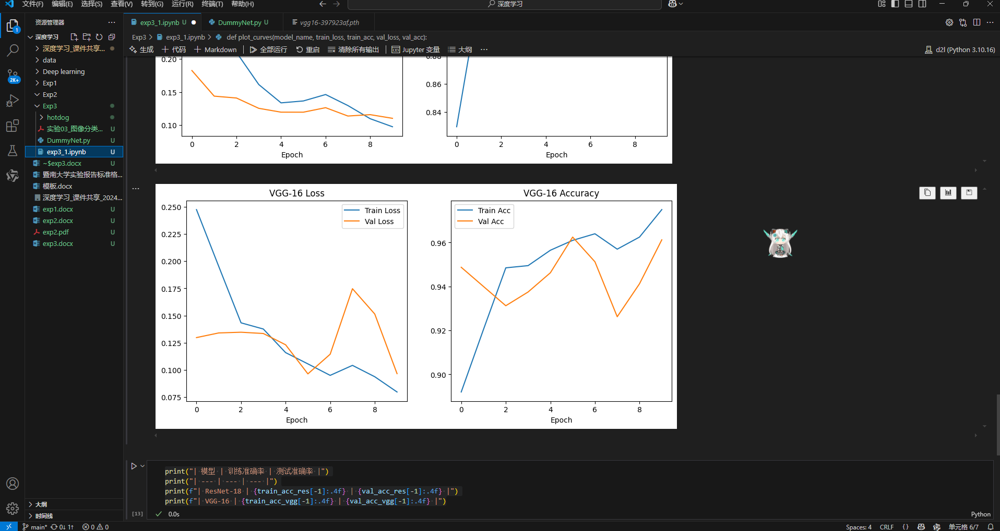 文件(F) 编辑(E) 选择(S) 查看(V) 转到(G) 运行(R) 终端(T) 帮助(H)
深度学习
资源管理器
exp3_1.ipynb U
DummyNet.py U
vgg16-397923af.pth
深度学习
Exp3 > exp3_1.ipynb > def plot_curves(model_name, train_loss, train_acc, val_loss, val_acc):
生成 代码 Markdown 全部运行 重启 清除所有输出 Jupyter 变量 大纲 ...
d2l (Python 3.10.16)
深度学习_课件共享...
data
Deep learning
Exp1
Exp2
Exp3
hotdog
实验03_图像分类... U
DummyNet.py U
exp3_1.ipynb U
~$exp3.docx U
暨南大学实验报告标准格...
模板.docx
深度学习_课件共享_2024...
exp1.docx U
exp2.docx U
exp2.pdf U
exp3.docx U
1
2K+
0.20
0.15
0.10
0 2 4 6 8
Epoch
0.88
0.86
0.84
0 2 4 6 8
Epoch
VGG-16 Loss
Train Loss
Val Loss
0.250
0.225
0.200
0.175
0.150
0.125
0.100
0.075
0 2 4 6 8
Epoch
VGG-16 Accuracy
Train Acc
Val Acc
0.96
0.94
0.92
0.90
0 2 4 6 8
Epoch
print("| 模型 | 训练准确率 | 测试准确率 |")
print("| --- | --- | --- |")
print(f"| ResNet-18 | {train_acc_res[-1]:.4f} | {val_acc_res[-1]:.4f} |")
print(f"| VGG-16 | {train_acc_vgg[-1]:.4f} | {val_acc_vgg[-1]:.4f} |")
[13]
0.0s
Python
大纲
时间线
main* 0↓ 1↑ 0 0
Spaces: 4 CRLF {} 单元格 6/7